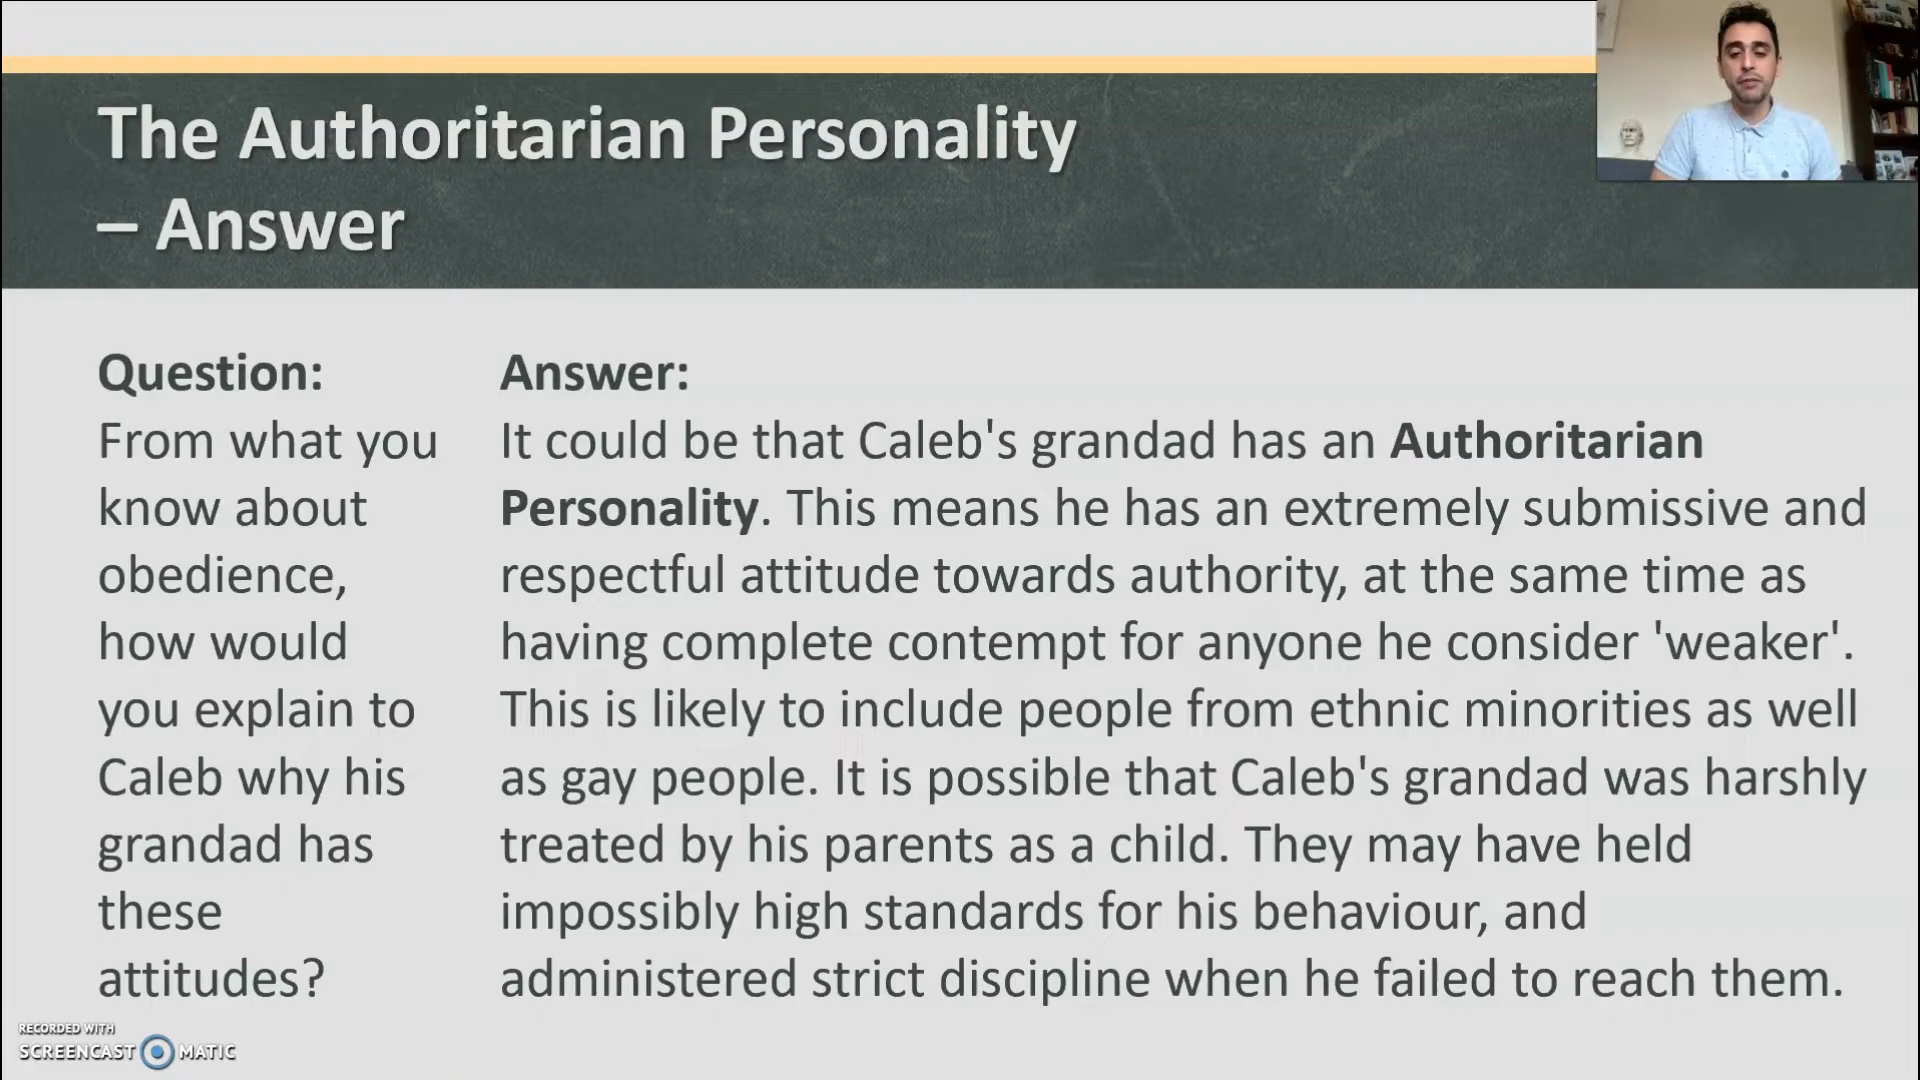 The Authoritarian Personality
– Answer
Question:
From what you
know about
obedience,
how would
you explain to
Caleb why his
grandad has
these
attitudes?
Answer:
It could be that Caleb's grandad has an Authoritarian
Personality. This means he has an extremely submissive and
respectful attitude towards authority, at the same time as
having complete contempt for anyone he consider 'weaker'.
This is likely to include people from ethnic minorities as well
as gay people. It is possible that Caleb's grandad was harshly
treated by his parents as a child. They may have held
impossibly high standards for his behaviour, and
administered strict discipline when he failed to reach them.
RECORDED WITH
SCREENCAST MATIC